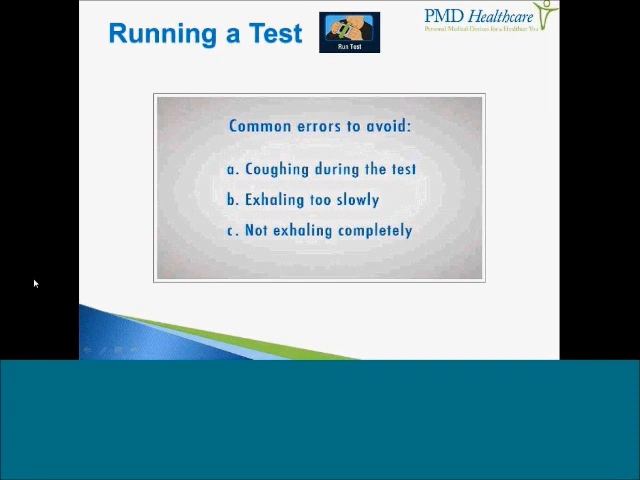 Running a Test
Run Test
PMD Healthcare
Personal Medical Devices for a Healthier You
Common errors to avoid:
a. Coughing during the test
b. Exhaling too slowly
c. Not exhaling completely